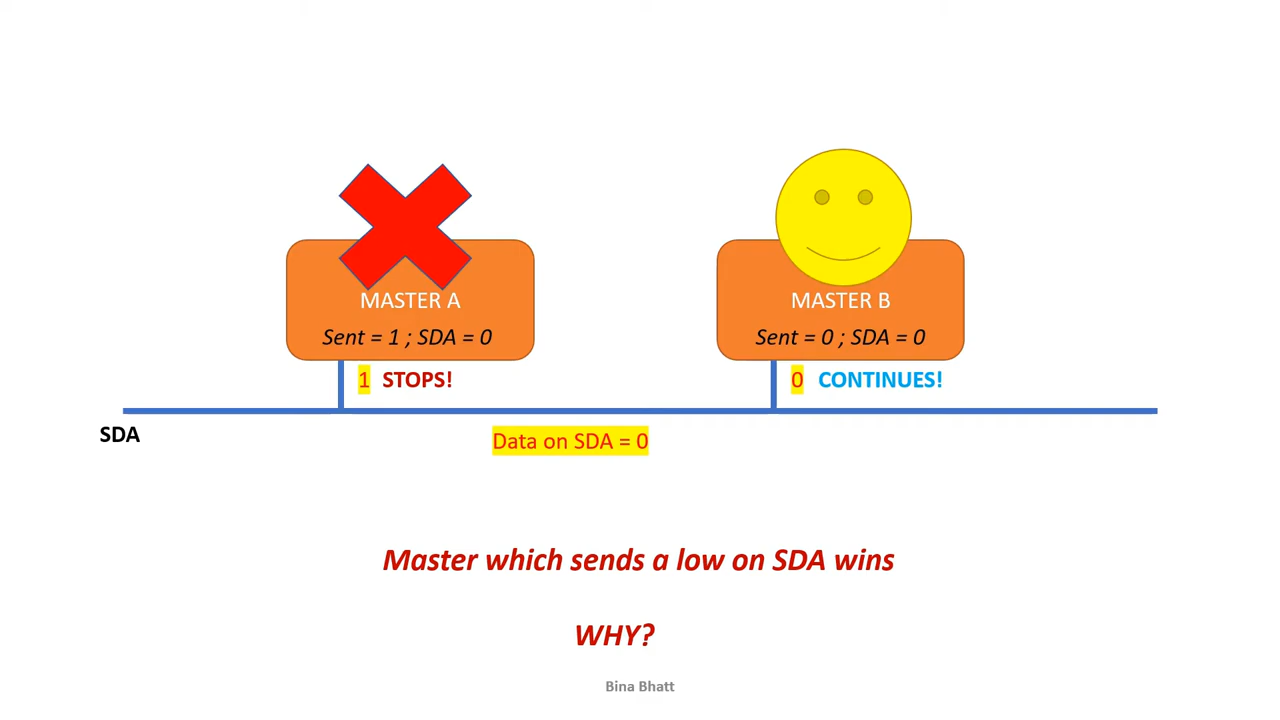 MASTER A
Sent = 1 ; SDA = 0
1 STOPS!
MASTER B
Sent = 0 ; SDA = 0
0 CONTINUES!
SDA
Data on SDA = 0
Master which sends a low on SDA wins
WHY?
Bina Bhatt